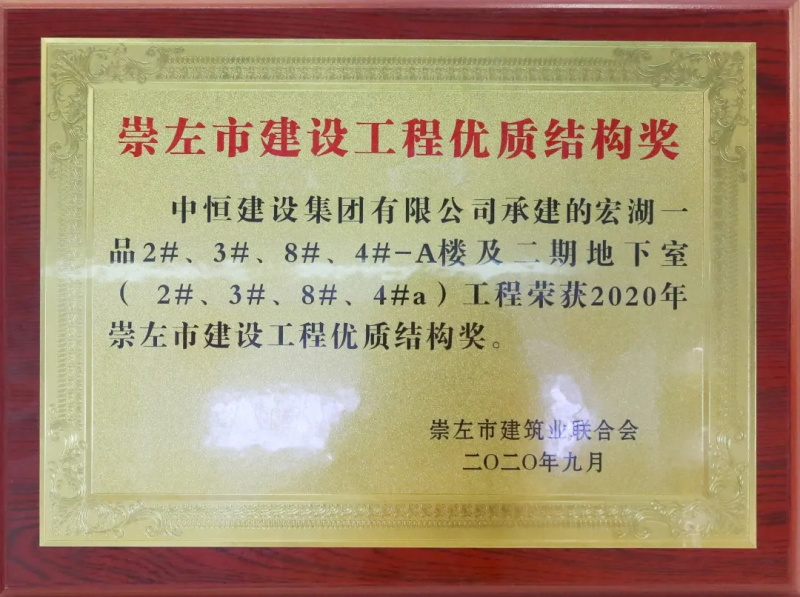 崇左市建设工程优质结构奖
中恒建设集团有限公司承建的宏湖一
品2#、3#、8#、4#-A楼及二期地下室
（ 2#、3#、8#、4#a）工程荣获2020年
崇左市建设工程优质结构奖。
崇左市建筑业联合会
二〇二〇年九月